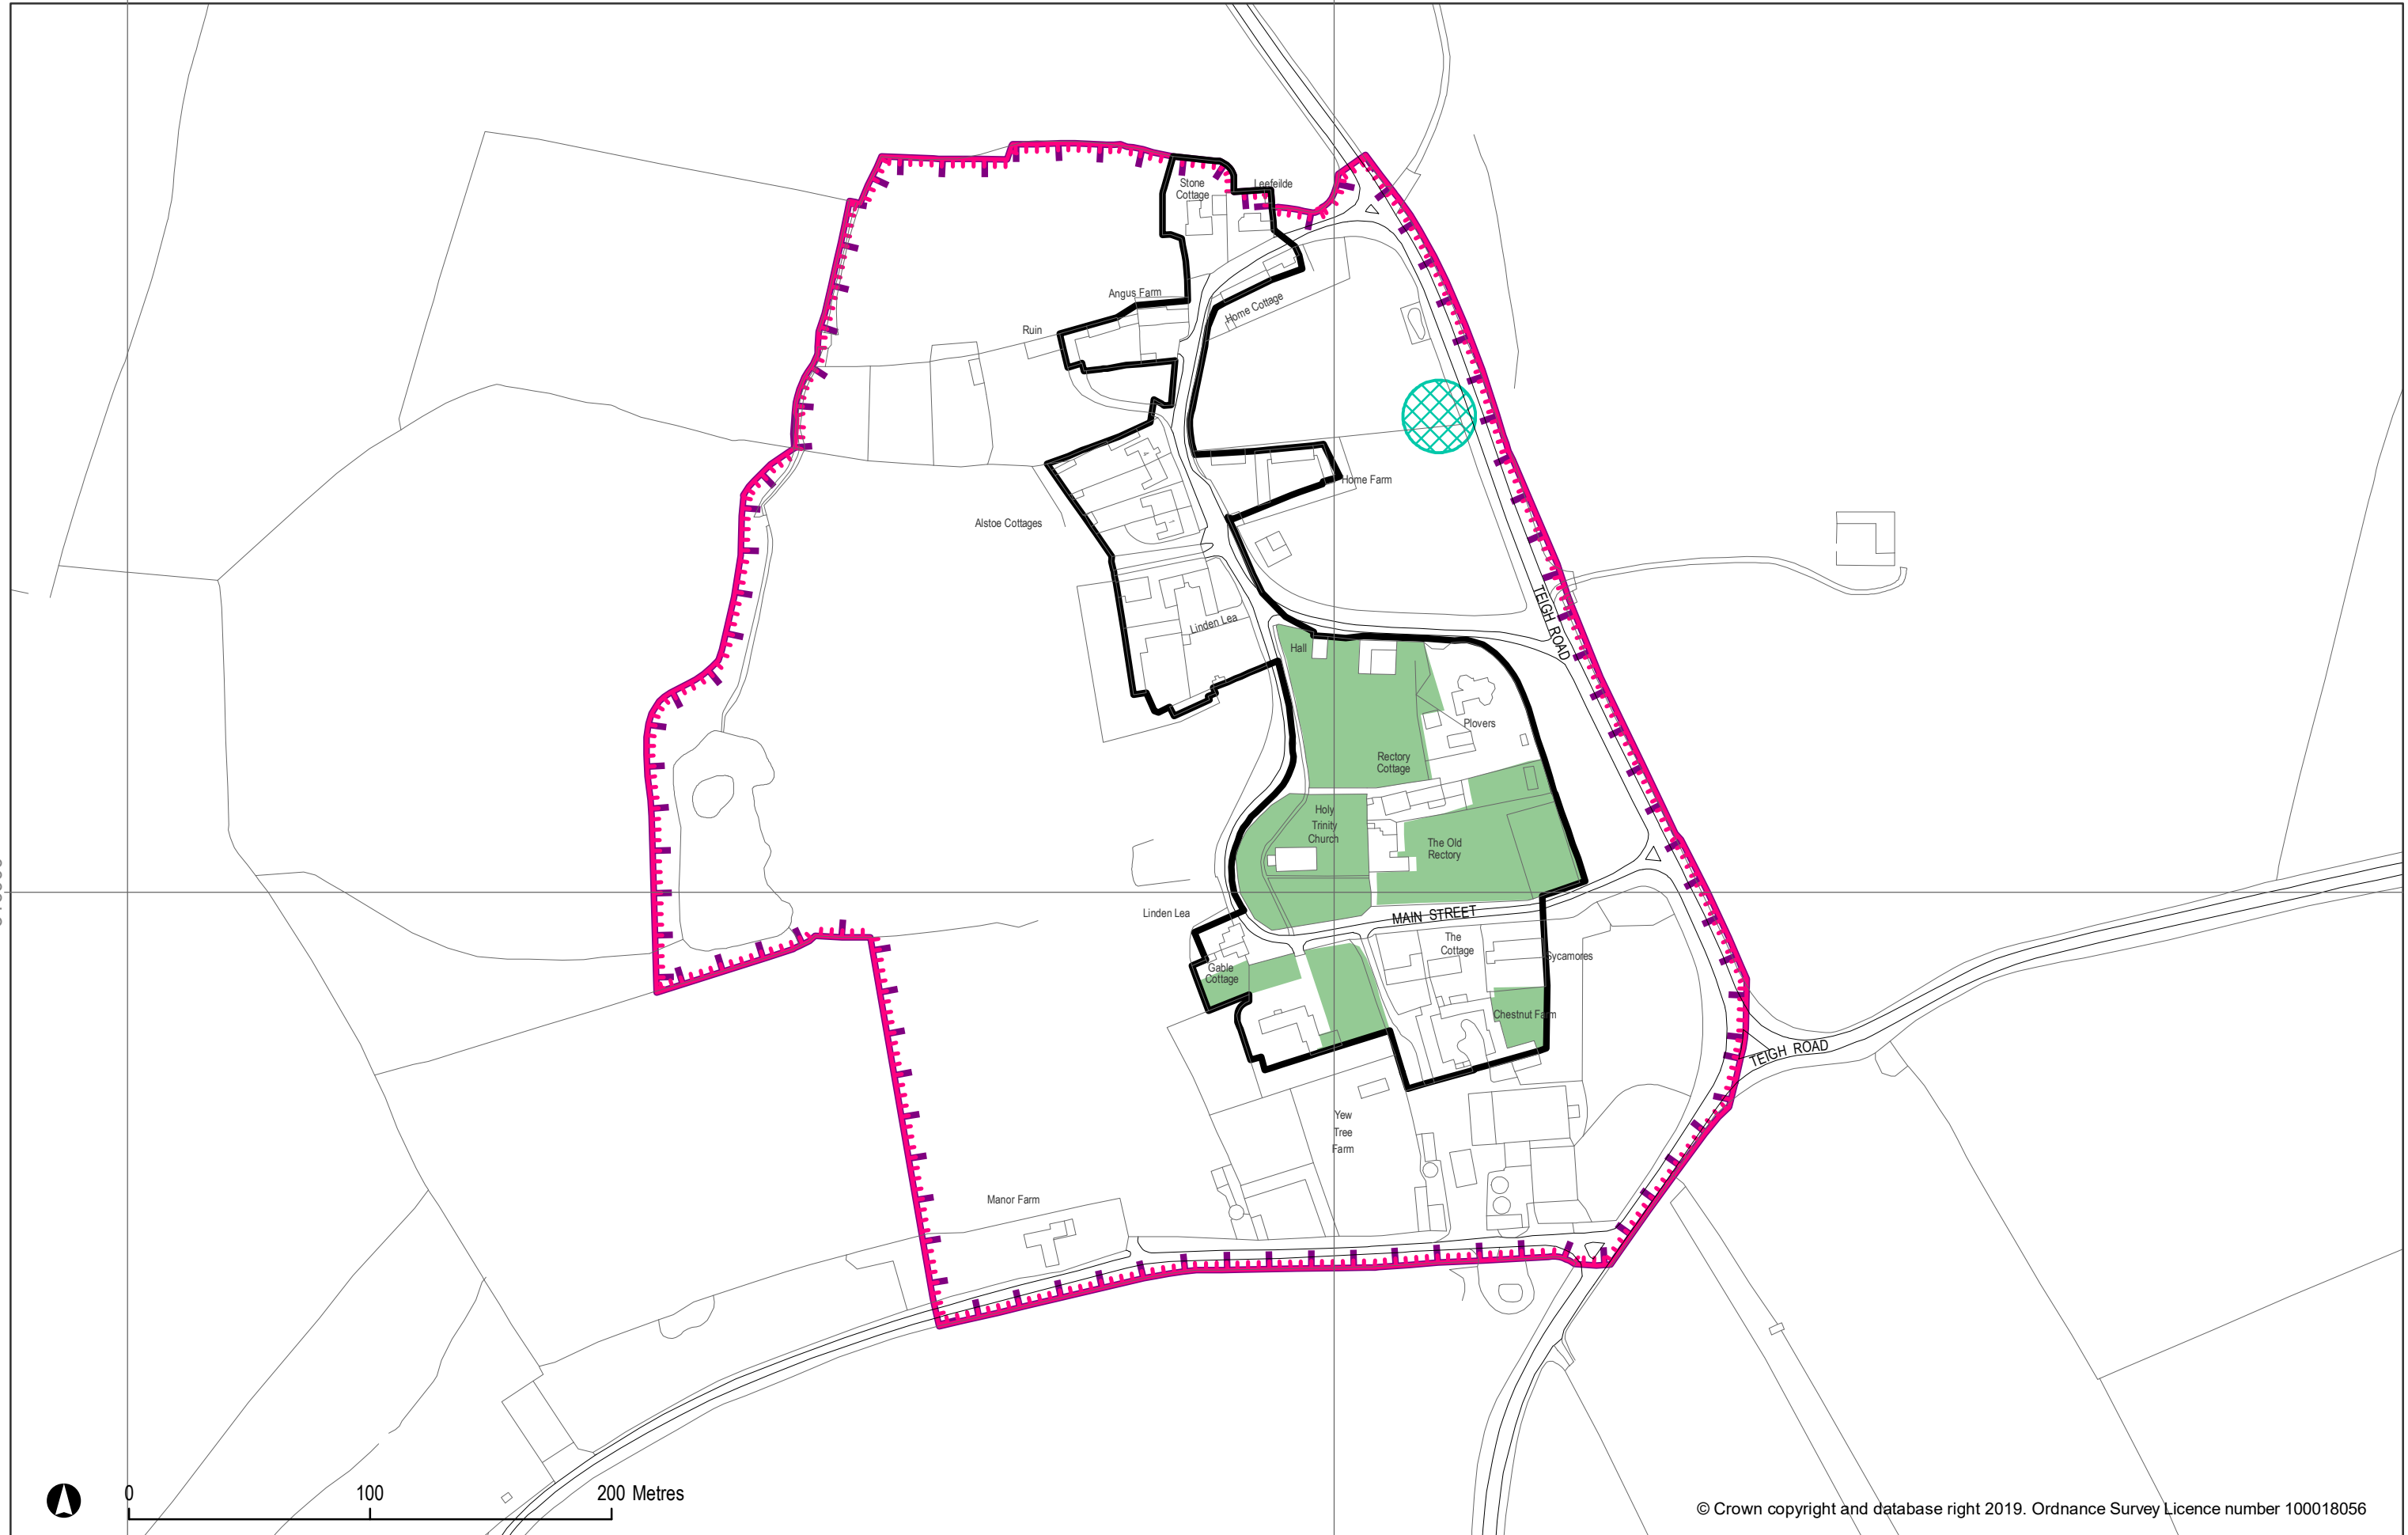 Stone
Cottage
Leefeilde
Angus Farm
Home Cottage
Ruin
Home Farm
Alstoe Cottages
TEIGH ROAD
Linden Lea
Hall
Plovers
Rectory
Cottage
Holy
Trinity
Church
The Old
Rectory
Linden Lea
MAIN STREET
The
Cottage
Sycamores
Gable
Cottage
Chestnut Farm
TEIGH ROAD
Yew
Tree
Farm
Manor Farm
0 100 200 Metres
© Crown copyright and database right 2019. Ordnance Survey Licence number 100018056